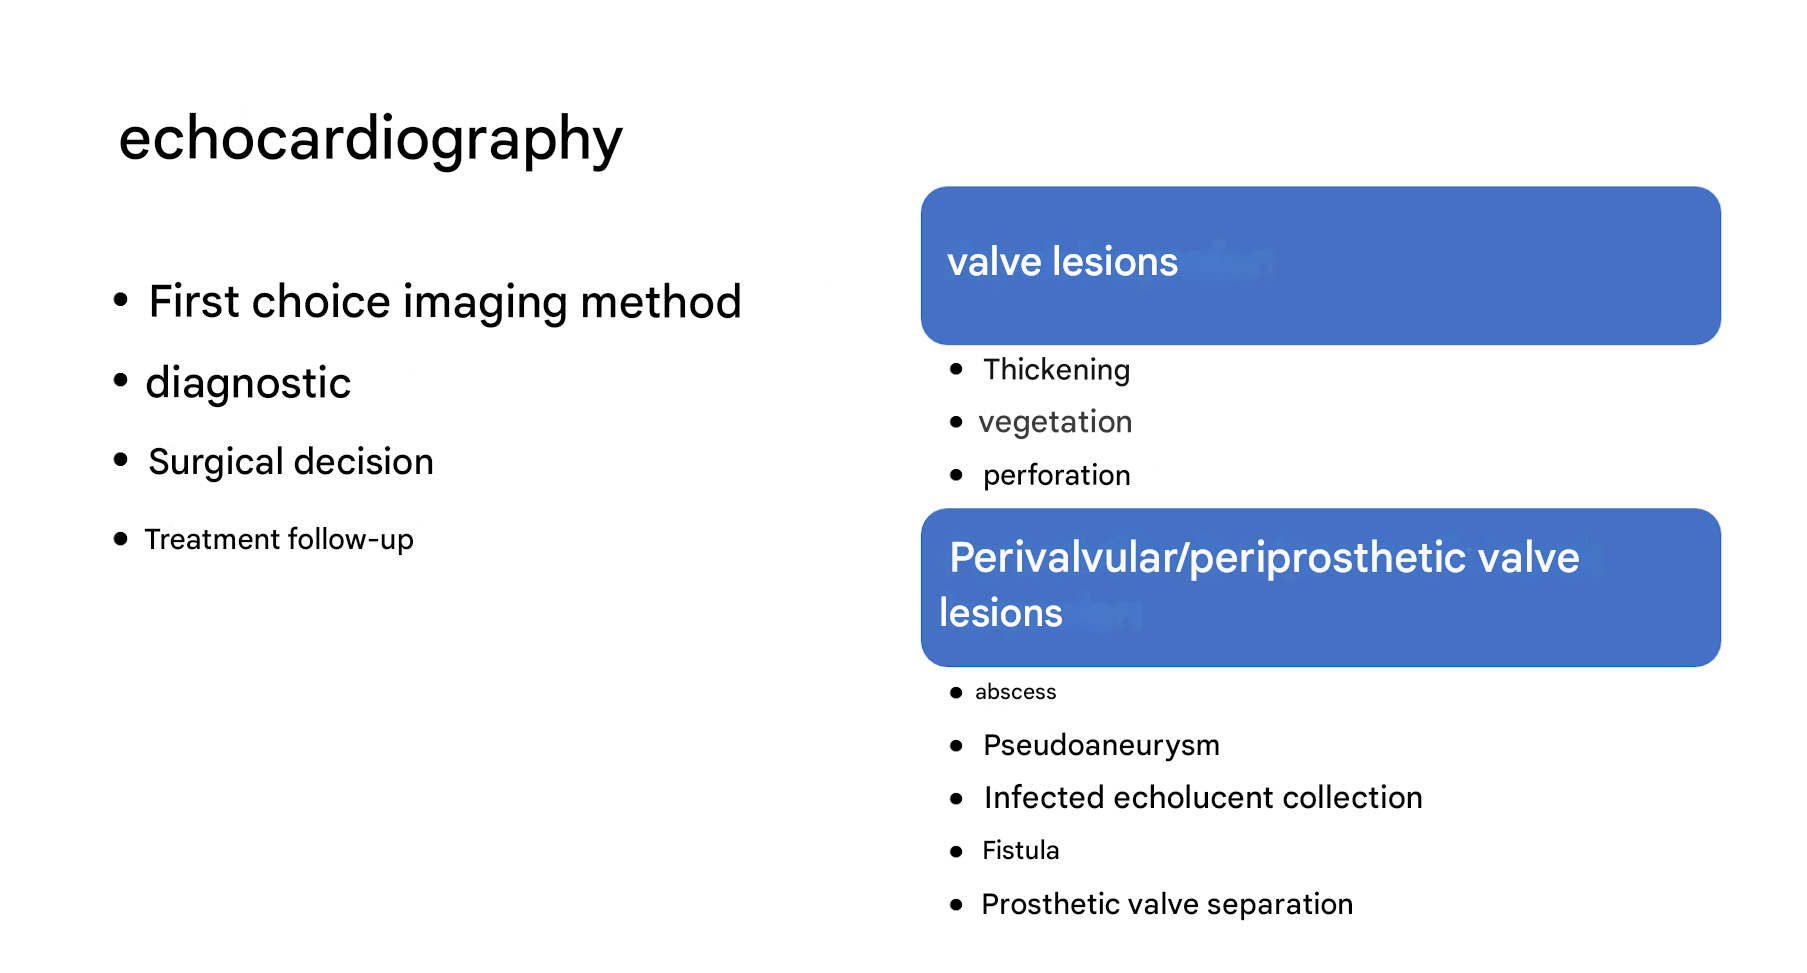 echocardiography
• First choice imaging method
• diagnostic
• Surgical decision
• Treatment follow-up
valve lesions
• Thickening
• vegetation
• perforation
Perivalvular/periprosthetic valve
lesions
• abscess
• Pseudoaneurysm
• Infected echolucent collection
• Fistula
• Prosthetic valve separation